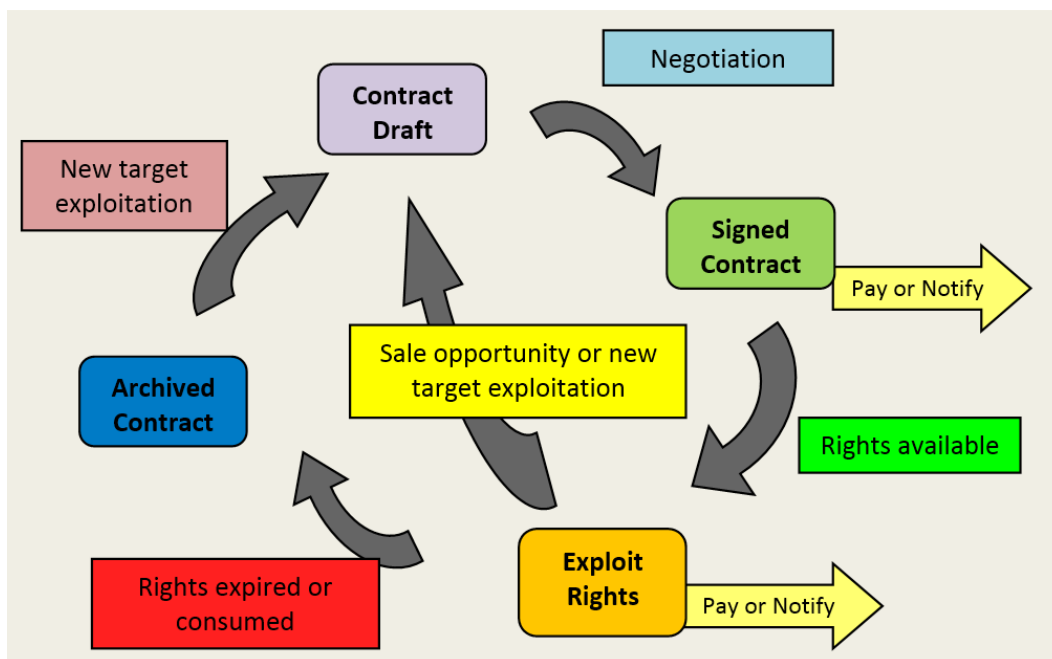 Negotiation
Contract
Draft
New target
exploitation
Signed
Contract
Pay or Notify
Sale opportunity or new
target exploitation
Archived
Contract
Rights available
Exploit
Rights
Pay or Notify
Rights expired or
consumed